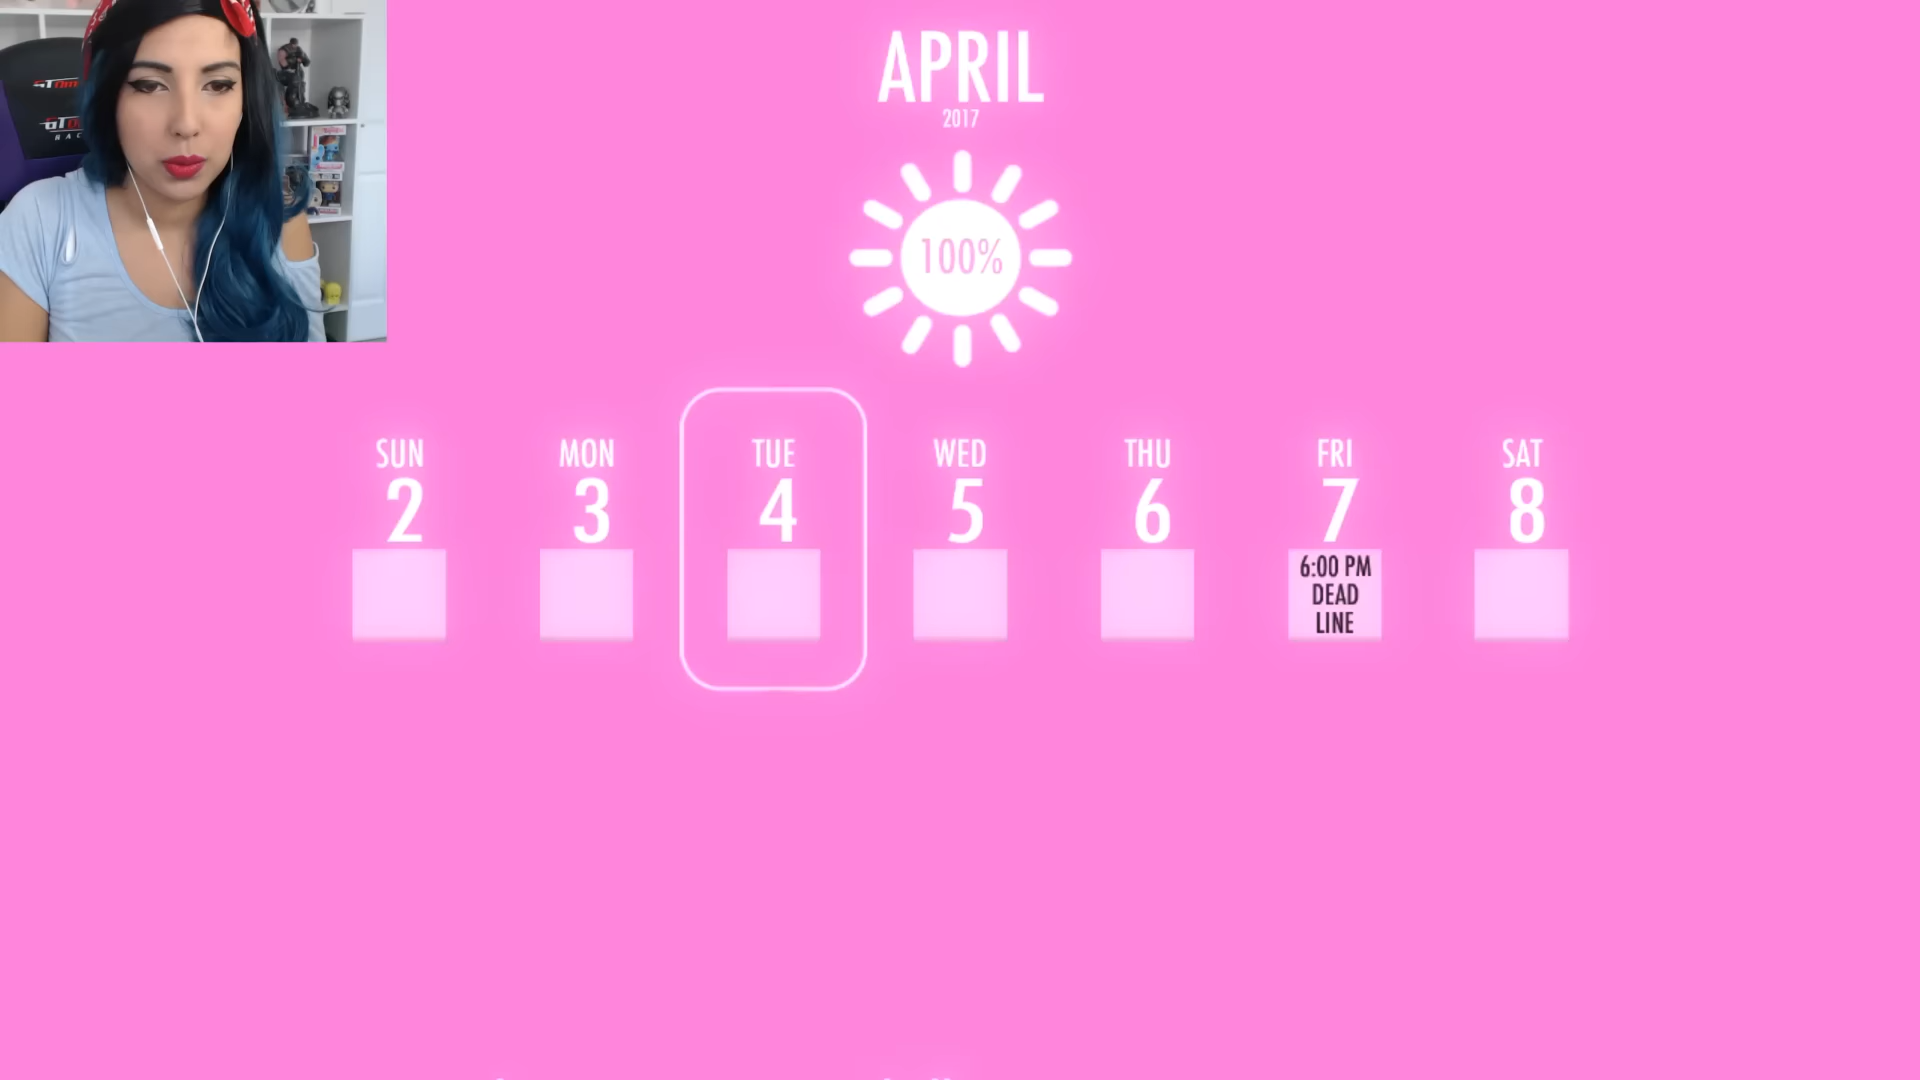 APRIL
2017
100%
SUN
2
MON
3
TUE
4
WED
5
THU
6
FRI
7
6:00 PM
DEAD
LINE
SAT
8